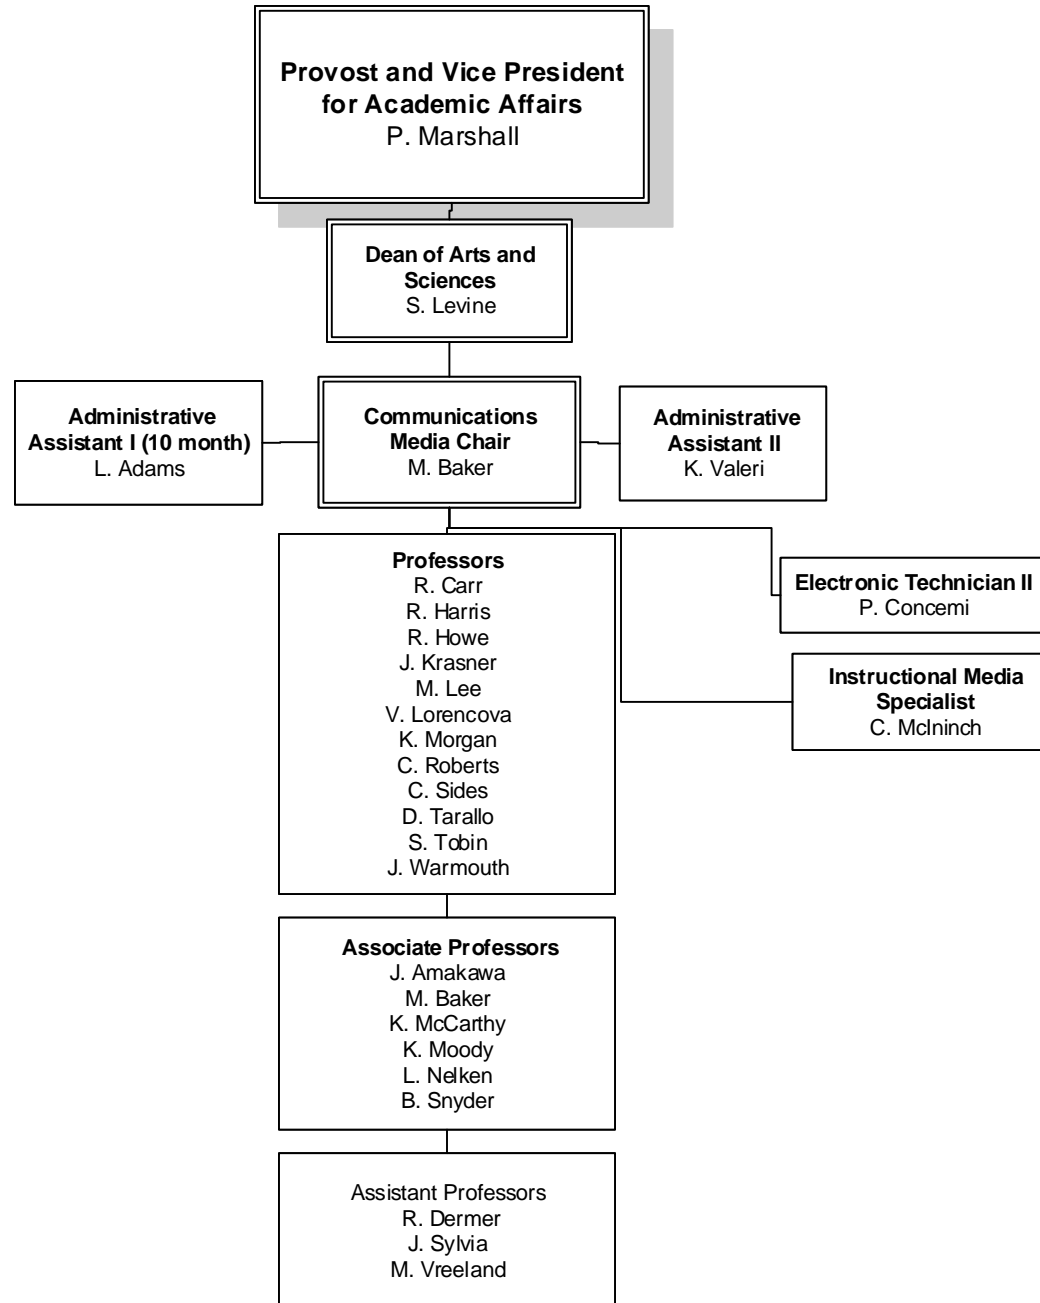 Provost and Vice President
for Academic Affairs
P. Marshall
Dean of Arts and
Sciences
S. Levine
Administrative
Assistant I (10 month)
L. Adams
Communications
Media Chair
M. Baker
Administrative
Assistant II
K. Valeri
Professors
R. Carr
R. Harris
R. Howe
J. Krasner
M. Lee
V. Lorencova
K. Morgan
C. Roberts
C. Sides
D. Tarallo
S. Tobin
J. Warmouth
Electronic Technician II
P. Concemi
Instructional Media
Specialist
C. McIninch
Associate Professors
J. Amakawa
M. Baker
K. McCarthy
K. Moody
L. Nelken
B. Snyder
Assistant Professors
R. Dermer
J. Sylvia
M. Vreeland